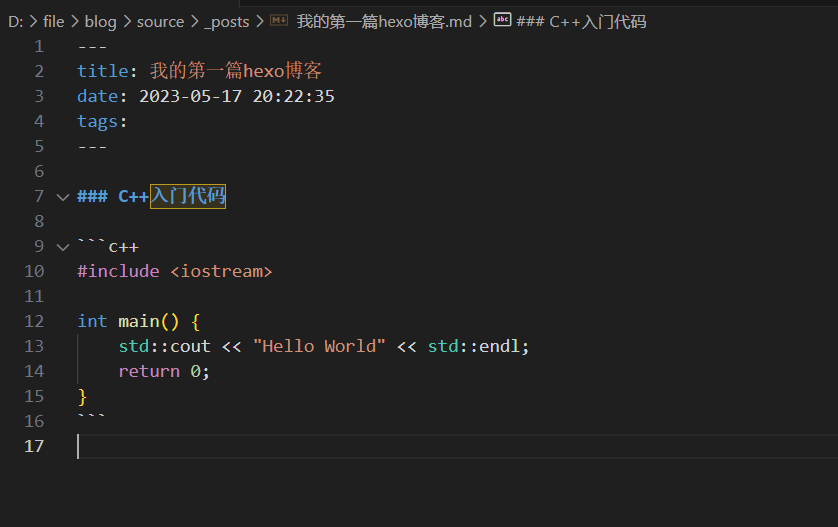 D: > file > blog > source > _posts > 我的第一篇hexo博客.md > abc ### C++入门代码
1 ---
2 title: 我的第一篇hexo博客
3 date: 2023-05-17 20:22:35
4 tags:
5 ---
6
7 ### C++入门代码
8
9 ```c++
10 #include <iostream>
11
12 int main() {
13     std::cout << "Hello World" << std::endl;
14     return 0;
15 }
16 ```
17